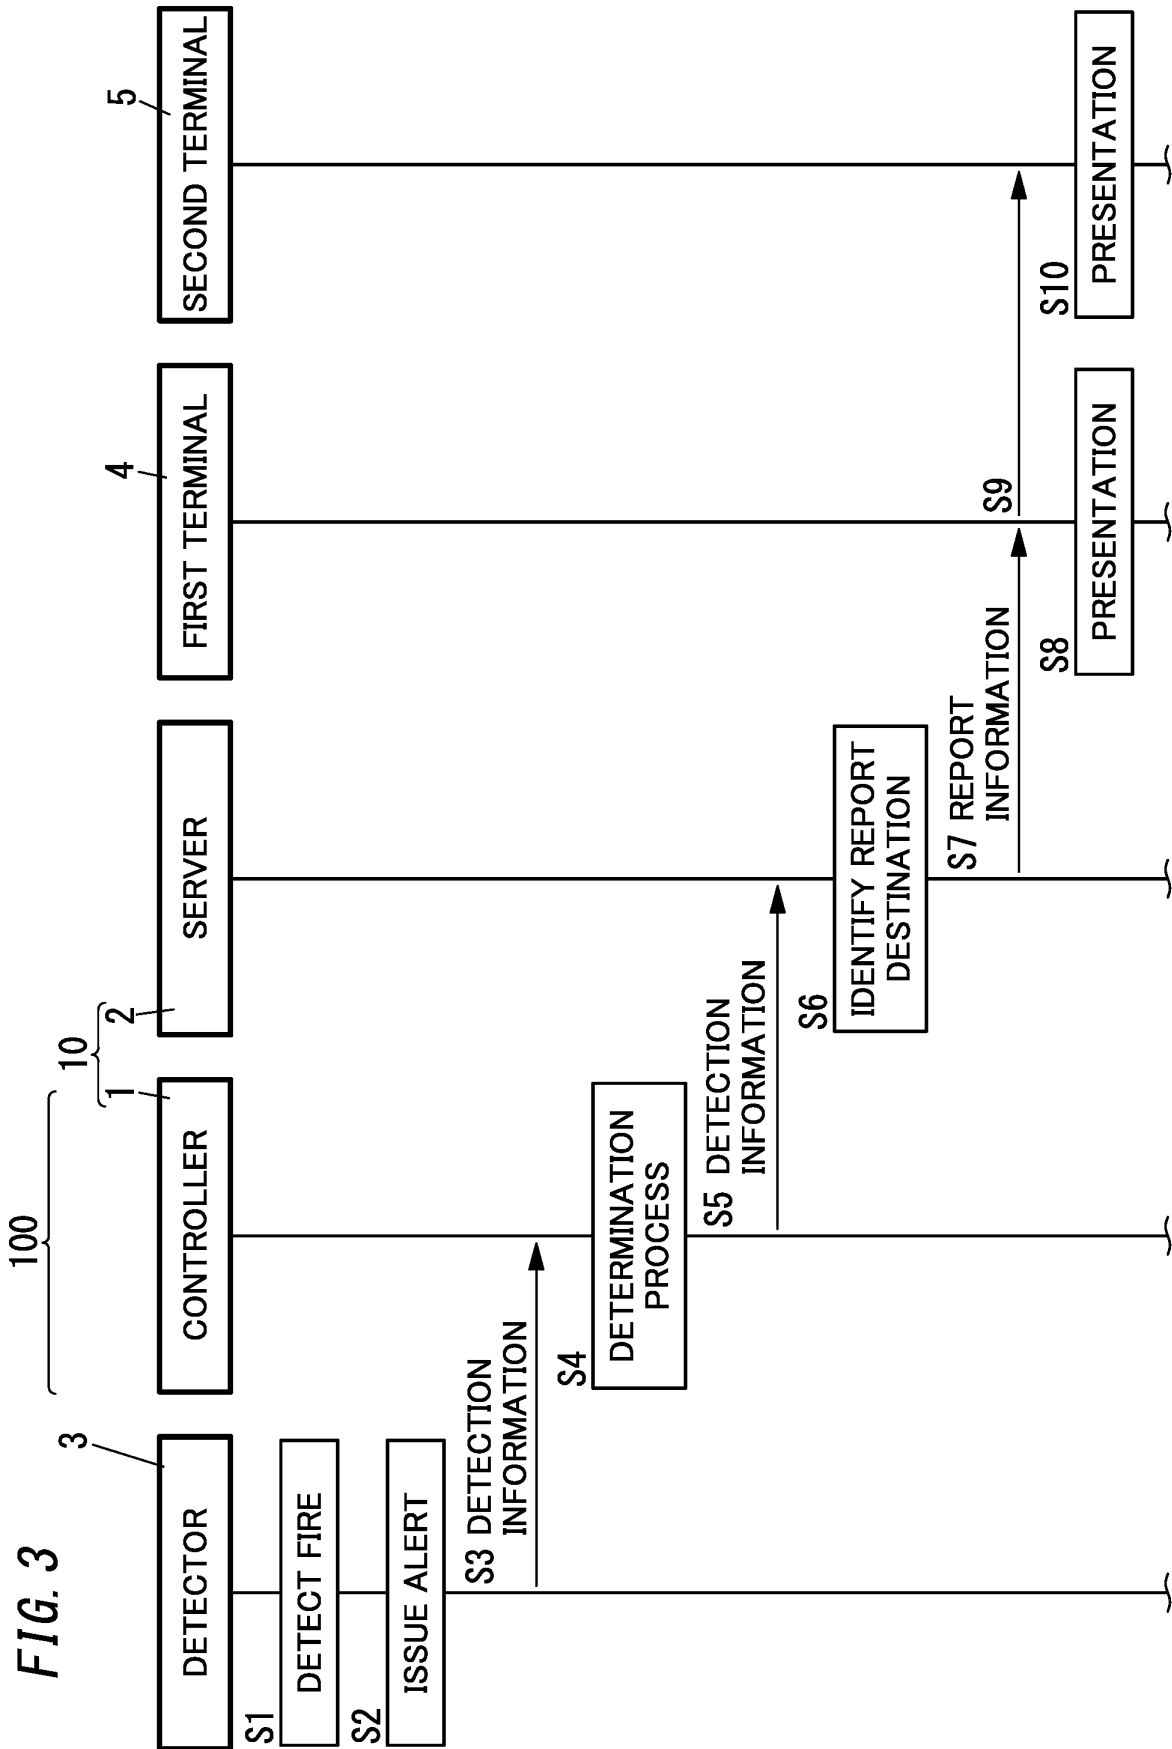 FIG. 3
100
10
3
1
2
4
5
DETECTOR
CONTROLLER
SERVER
FIRST TERMINAL
SECOND TERMINAL
S1
DETECT FIRE
S2
ISSUE ALERT
S3 DETECTION
INFORMATION
S4
DETERMINATION
PROCESS
S5 DETECTION
INFORMATION
S6
IDENTIFY REPORT
DESTINATION
S7 REPORT
INFORMATION
S9
S8
PRESENTATION
S10
PRESENTATION